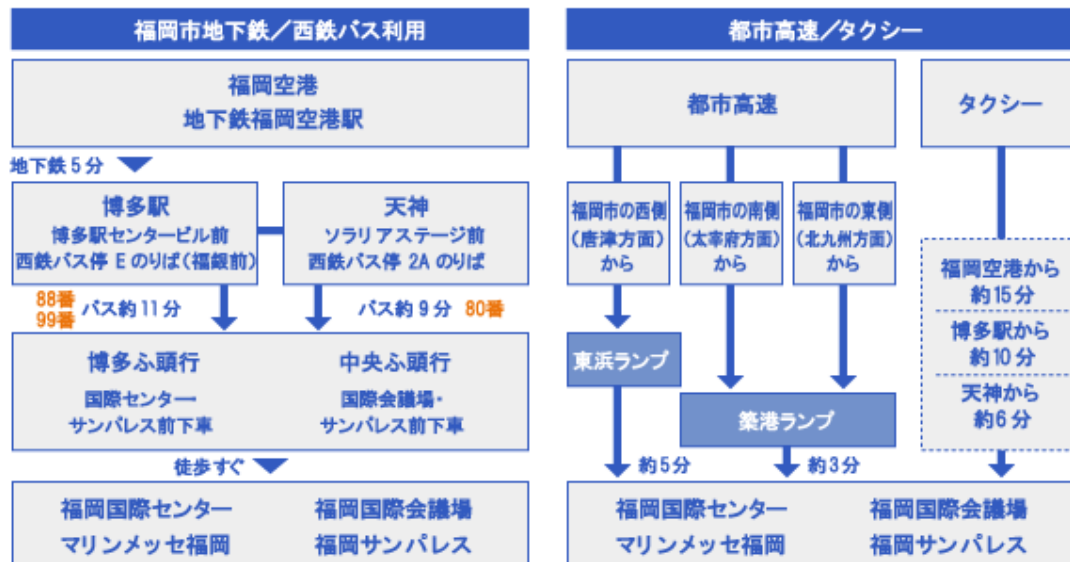 福岡市地下鉄／西鉄バス利用
福岡空港
地下鉄福岡空港駅
地下鉄5分
博多駅
博多駅センタービル前
西鉄バス停 E のりば(福銀前)
天神
ソラリアステージ前
西鉄バス停 2A のりば
88番
99番
バス約11分
バス約9分 80番
博多ふ頭行
国際センター・
サンパレス前下車
中央ふ頭行
国際会議場・
サンパレス前下車
徒歩すぐ
福岡国際センター
マリンメッセ福岡
福岡国際会議場
福岡サンパレス
都市高速／タクシー
都市高速
タクシー
福岡市の西側
(唐津方面)
から
福岡市の南側
(太宰府方面)
から
福岡市の東側
(北九州方面)
から
東浜ランプ
築港ランプ
約5分
約3分
福岡空港から
約15分
博多駅から
約10分
天神から
約6分
福岡国際センター
マリンメッセ福岡
福岡国際会議場
福岡サンパレス